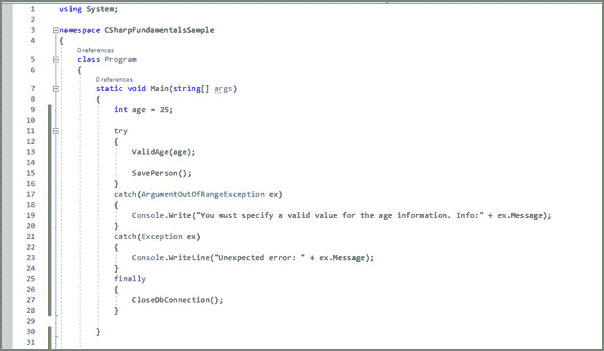 1 using System;
2
3 namespace CSharpFundamentalsSample
4 {
0 references
5 class Program
6 {
0 references
7 static void Main(string[] args)
8 {
9 int age = 25;
10
11 try
12 {
13 ValidAge(age);
14
15 SavePerson();
16 }
17 catch(ArgumentOutOfRangeException ex)
18 {
19 Console.Write("You must specify a valid value for the age information. Info:" + ex.Message);
20 }
21 catch(Exception ex)
22 {
23 Console.WriteLine("Unexpected error: " + ex.Message);
24 }
25 finally
26 {
27 CloseDbConnection();
28 }
29
30 }
31